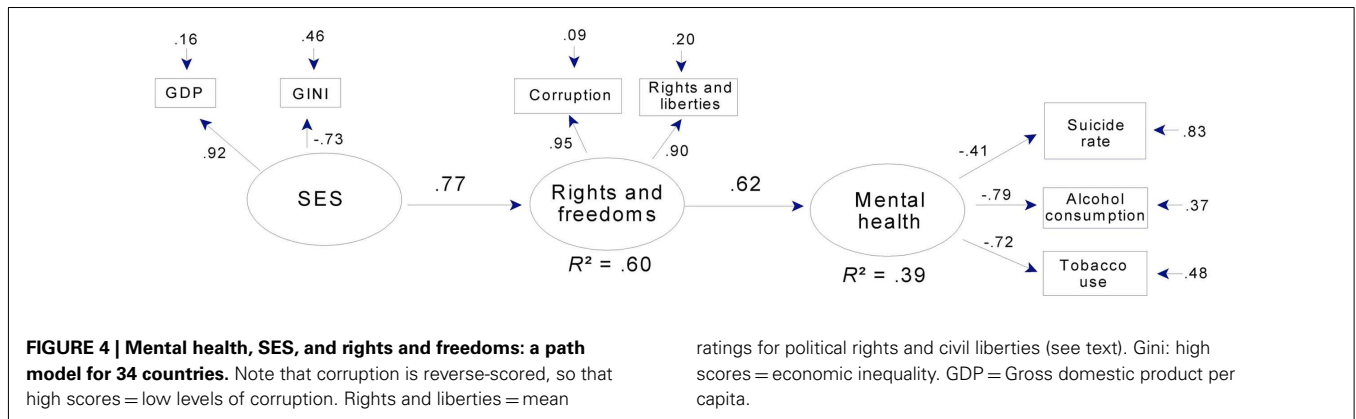 .16
.46
.09
.20
GDP
GINI
Corruption
Rights and
liberties
.92
-.73
.95
.90
SES
.77
Rights and
freedoms
R² = .60
.62
Mental
health
R² = .39
-.41
-.79
-.72
Suicide
rate
.83
Alcohol
consumption
.37
Tobacco
use
.48
FIGURE 4 | Mental health, SES, and rights and freedoms: a path
model for 34 countries. Note that corruption is reverse-scored, so that
high scores = low levels of corruption. Rights and liberties = mean
ratings for political rights and civil liberties (see text). Gini: high
scores = economic inequality. GDP = Gross domestic product per
capita.